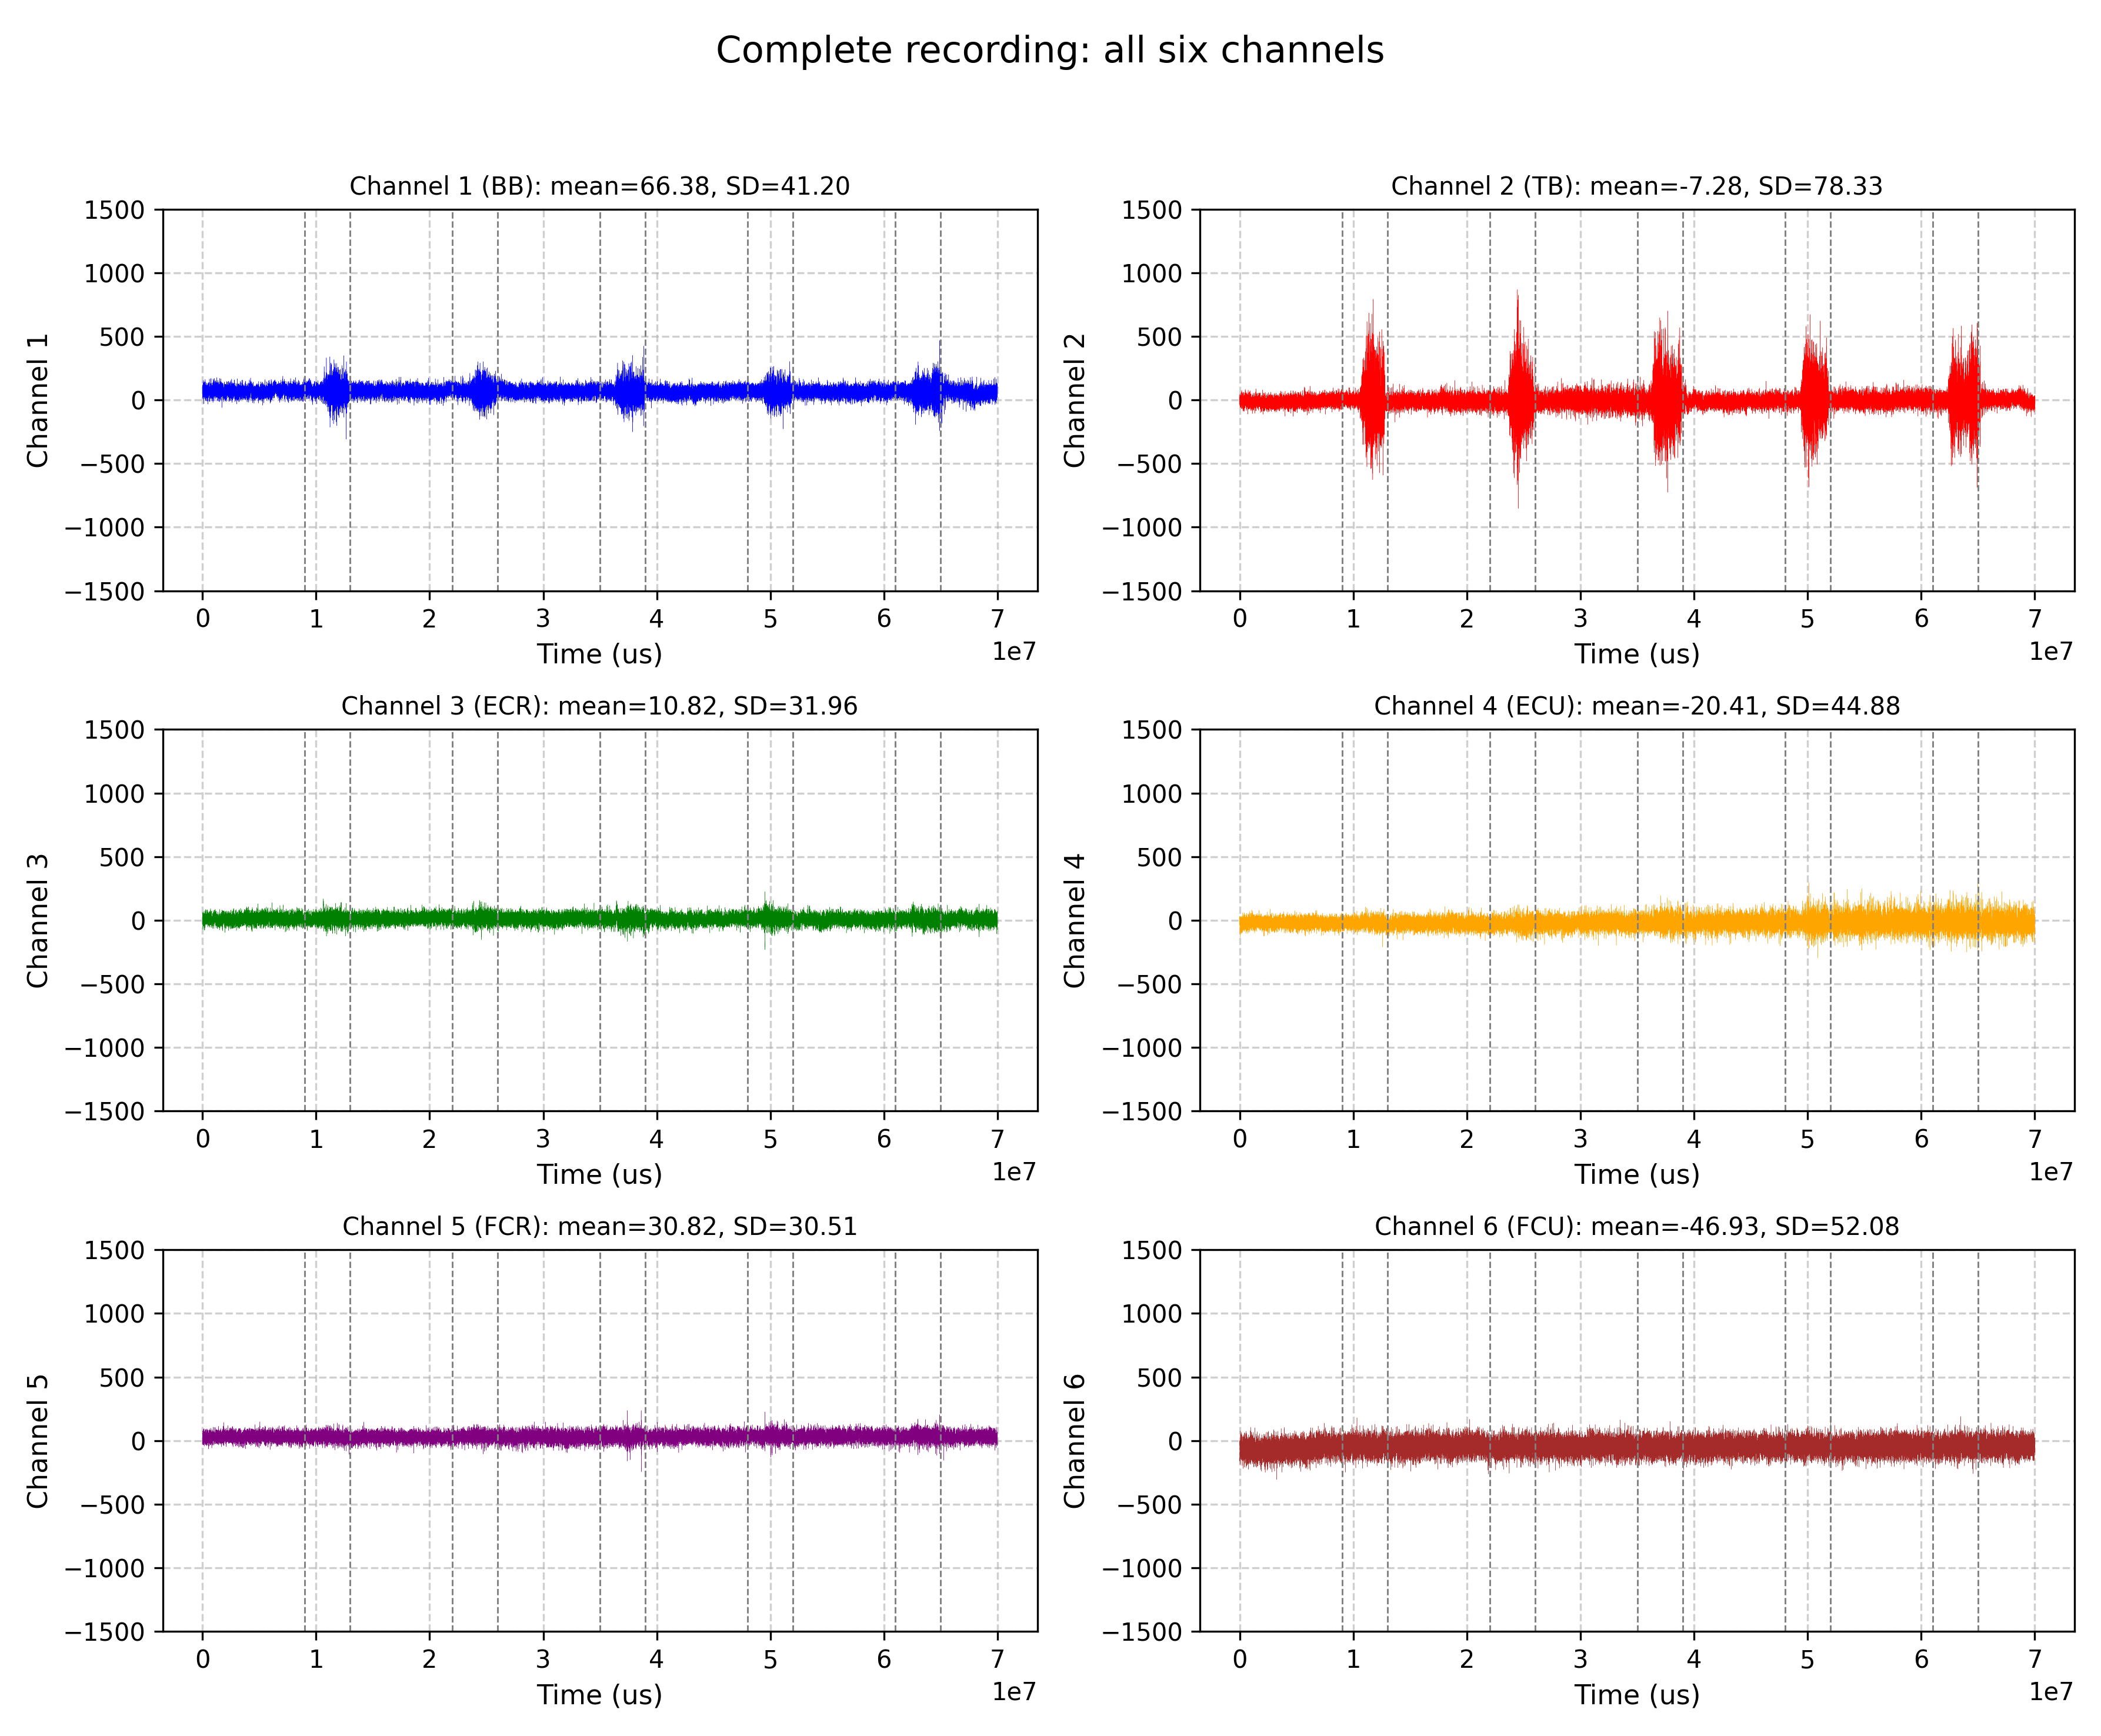 Complete recording: all six channels
Channel 1 (BB): mean=66.38, SD=41.20
Channel 1
1500
1000
500
0
−500
−1000
−1500
0 1 2 3 4 5 6 7
Time (us)
1e7
Channel 2 (TB): mean=-7.28, SD=78.33
Channel 2
1500
1000
500
0
−500
−1000
−1500
0 1 2 3 4 5 6 7
Time (us)
1e7
Channel 3 (ECR): mean=10.82, SD=31.96
Channel 3
1500
1000
500
0
−500
−1000
−1500
0 1 2 3 4 5 6 7
Time (us)
1e7
Channel 4 (ECU): mean=-20.41, SD=44.88
Channel 4
1500
1000
500
0
−500
−1000
−1500
0 1 2 3 4 5 6 7
Time (us)
1e7
Channel 5 (FCR): mean=30.82, SD=30.51
Channel 5
1500
1000
500
0
−500
−1000
−1500
0 1 2 3 4 5 6 7
Time (us)
1e7
Channel 6 (FCU): mean=-46.93, SD=52.08
Channel 6
1500
1000
500
0
−500
−1000
−1500
0 1 2 3 4 5 6 7
Time (us)
1e7